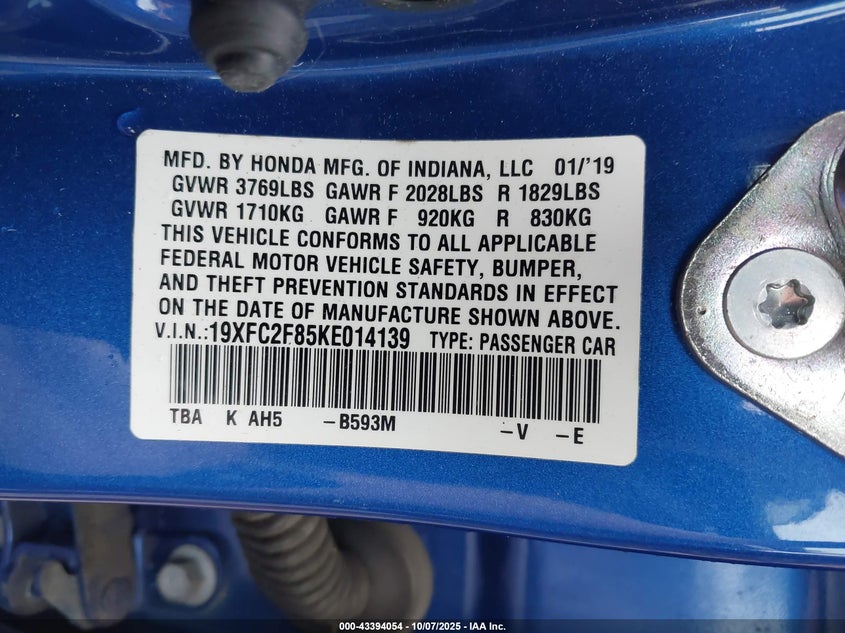 MFD. BY HONDA MFG. OF INDIANA, LLC 01/'19
GVWR 3769LBS GAWR F 2028LBS R 1829LBS
GVWR 1710KG GAWR F 920KG R 830KG
THIS VEHICLE CONFORMS TO ALL APPLICABLE
FEDERAL MOTOR VEHICLE SAFETY, BUMPER,
AND THEFT PREVENTION STANDARDS IN EFFECT
ON THE DATE OF MANUFACTURE SHOWN ABOVE.
V.I.N.:19XFC2F85KE014139 TYPE: PASSENGER CAR
TBA K AH5 -B593M -V -E
000-43394054 - 10/07/2025 - IAA Inc.